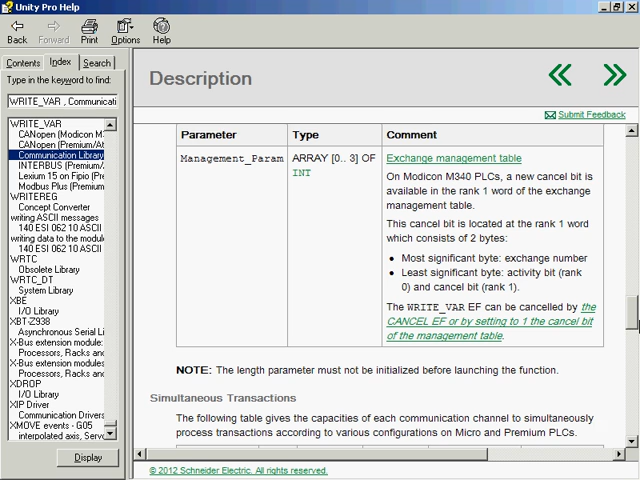 Unity Pro Help
Back
Forward
Print
Options
Help
Contents
Index
Search
Type in the keyword to find:
WRITE_VAR , Communicati
WRITE_VAR
CANopen (Modicon M
CANopen (Premium/At
Communication Library
INTERBUS (Premium/
Lexium 15 on Fipio (Pre
Modbus Plus (Premium/
WRITEREG
Concept Converter
writing ASCII messages
140 ESI 062 10 ASCII
writing data to the module
140 ESI 062 10 ASCII
WRTC
Obsolete Library
WRTC_DT
System Library
XBE
I/O Library
XBT-Z938
Asynchronous Serial Li
X-Bus extension module:
Processors, Racks and
X-Bus extension modules
Processors, Racks and
XDROP
I/O Library
XIP Driver
Communication Drivers
XMOVE events - G05
interpolated axis, Servo
Display
Description
Submit Feedback
Parameter Type Comment
Management_Param ARRAY [0.. 3] OF INT
Exchange management table
On Modicon M340 PLCs, a new cancel bit is
available in the rank 1 word of the exchange
management table.
This cancel bit is located at the rank 1 word
which consists of 2 bytes:
• Most significant byte: exchange number
• Least significant byte: activity bit (rank
0) and cancel bit (rank 1).
The WRITE_VAR EF can be cancelled by the
CANCEL EF or by setting to 1 the cancel bit
of the management table.
NOTE: The length parameter must not be initialized before launching the function.
Simultaneous Transactions
The following table gives the capacities of each communication channel to simultaneously
process transactions according to various configurations on Micro and Premium PLCs.
© 2012 Schneider Electric. All rights reserved.